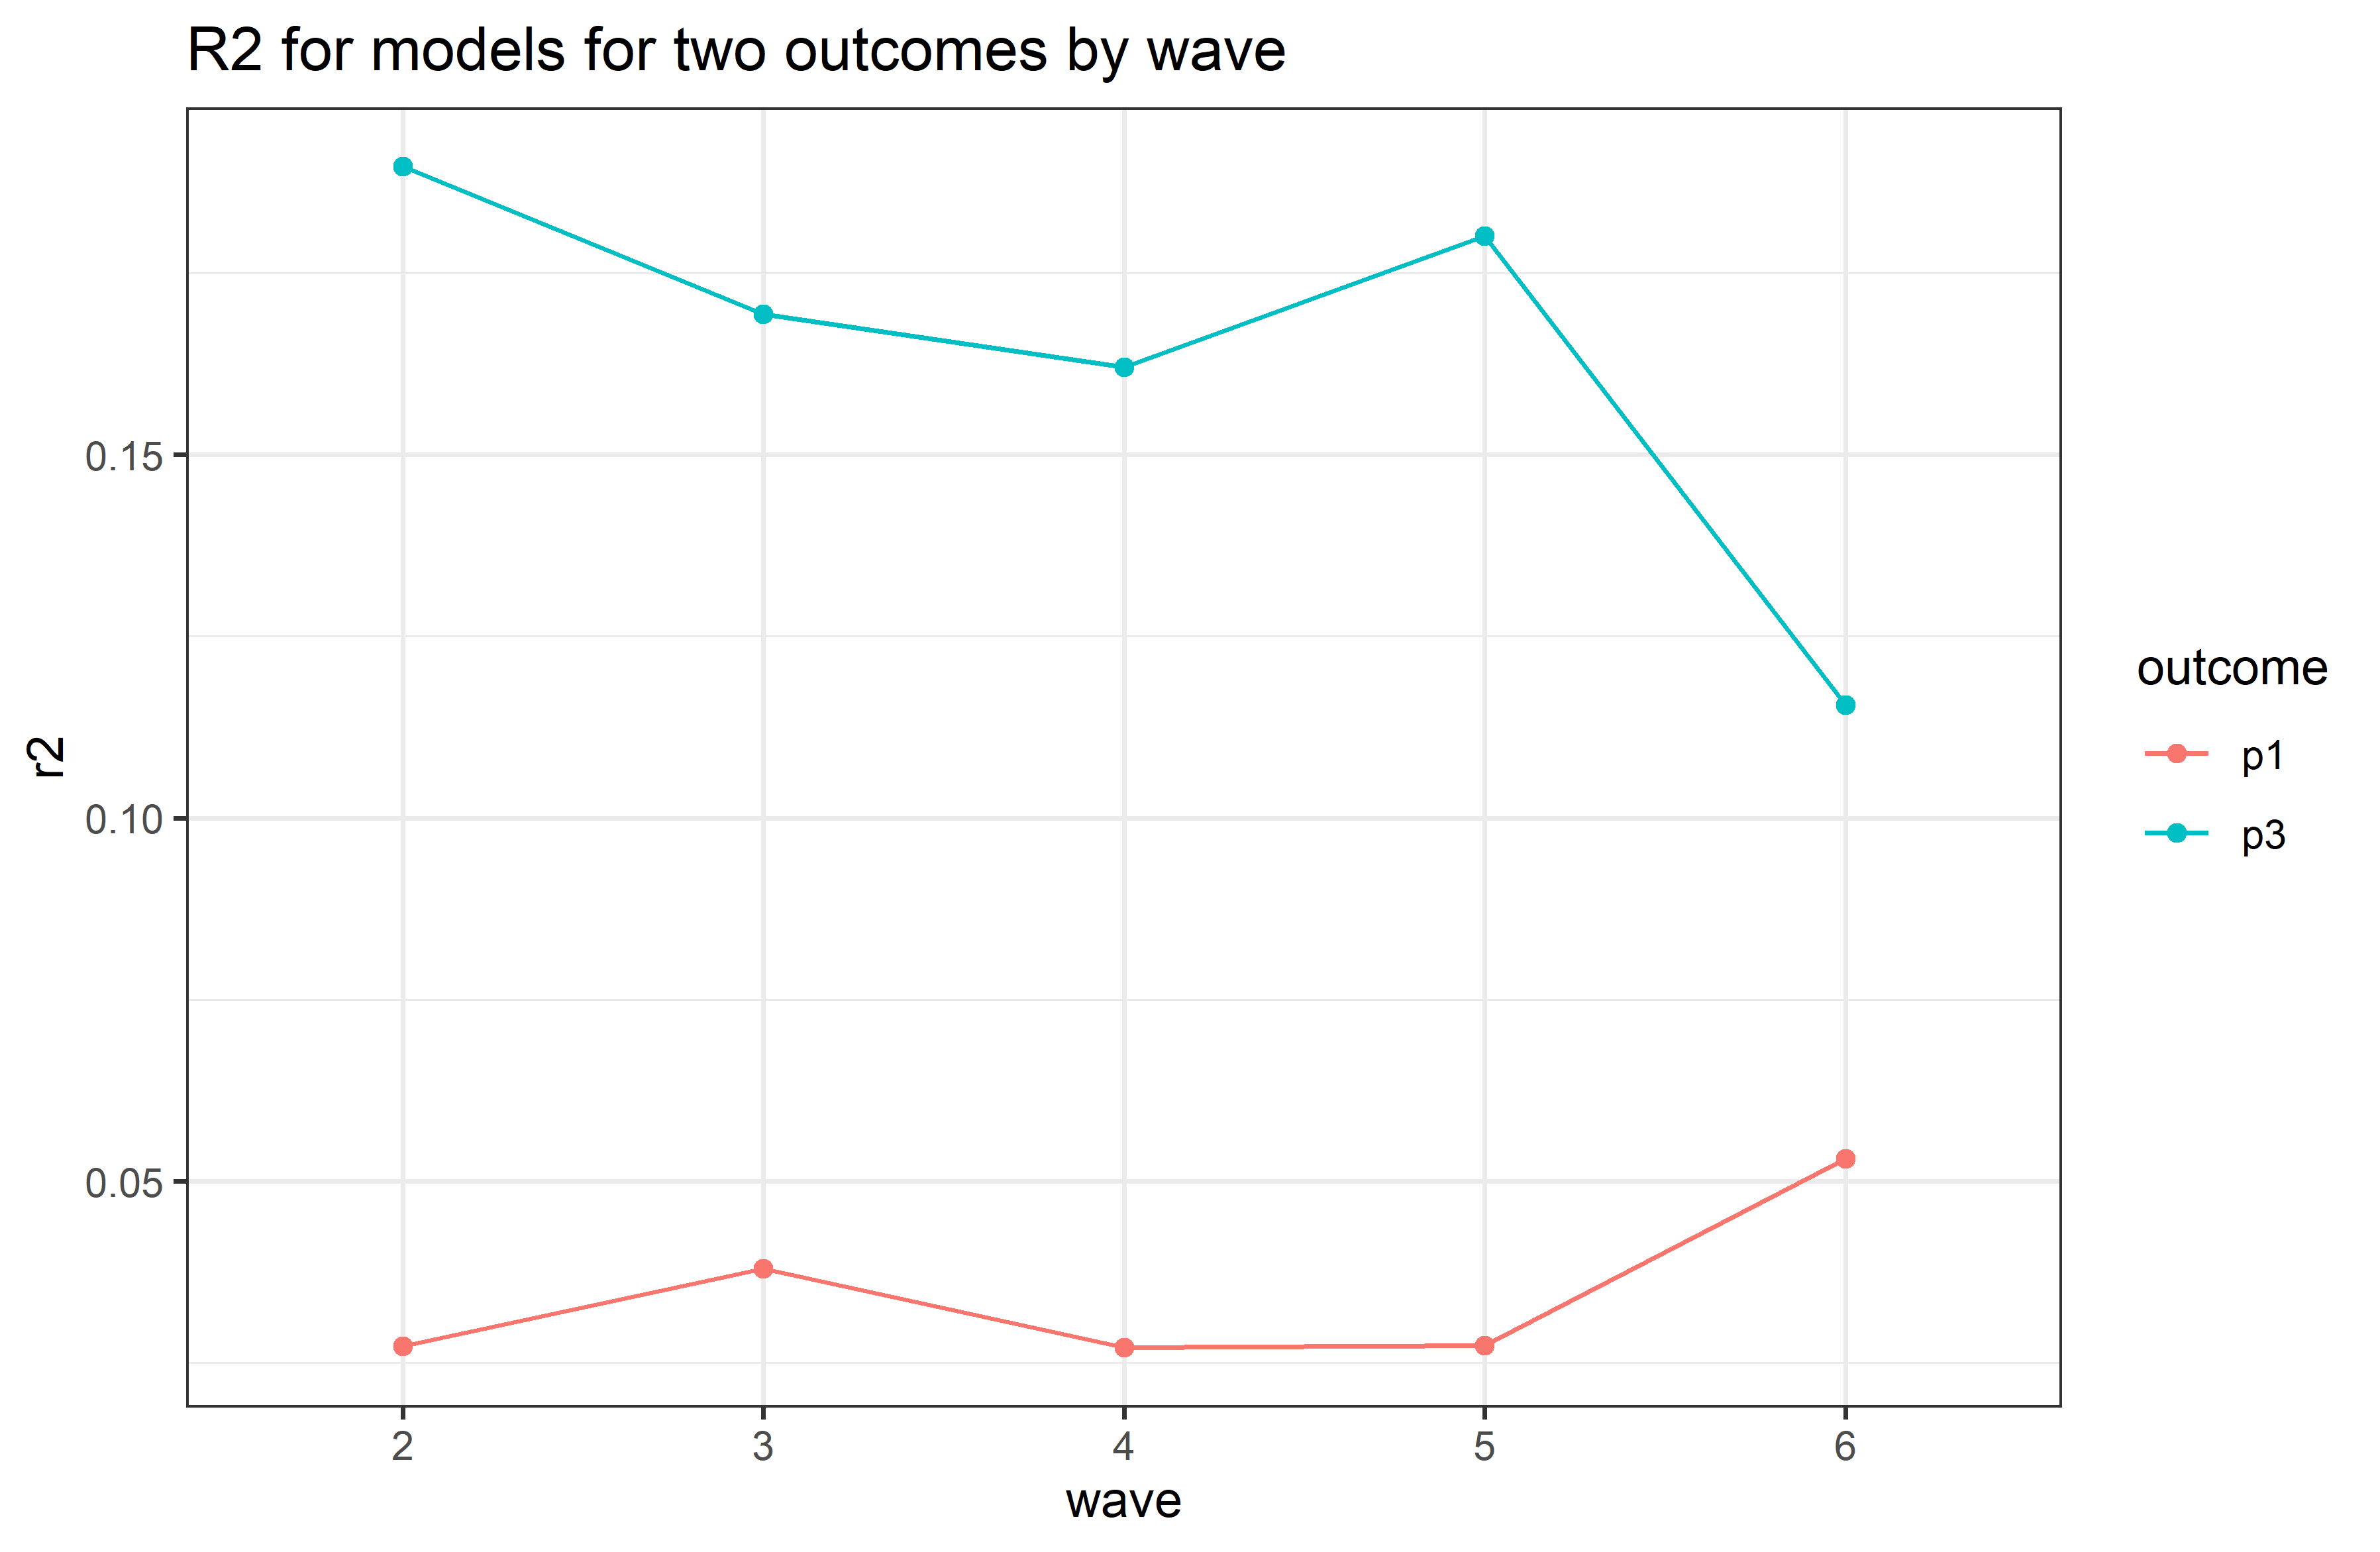 R2 for models for two outcomes by wave
r2
0.15
0.10
0.05
2 3 4 5 6
wave
outcome
p1
p3